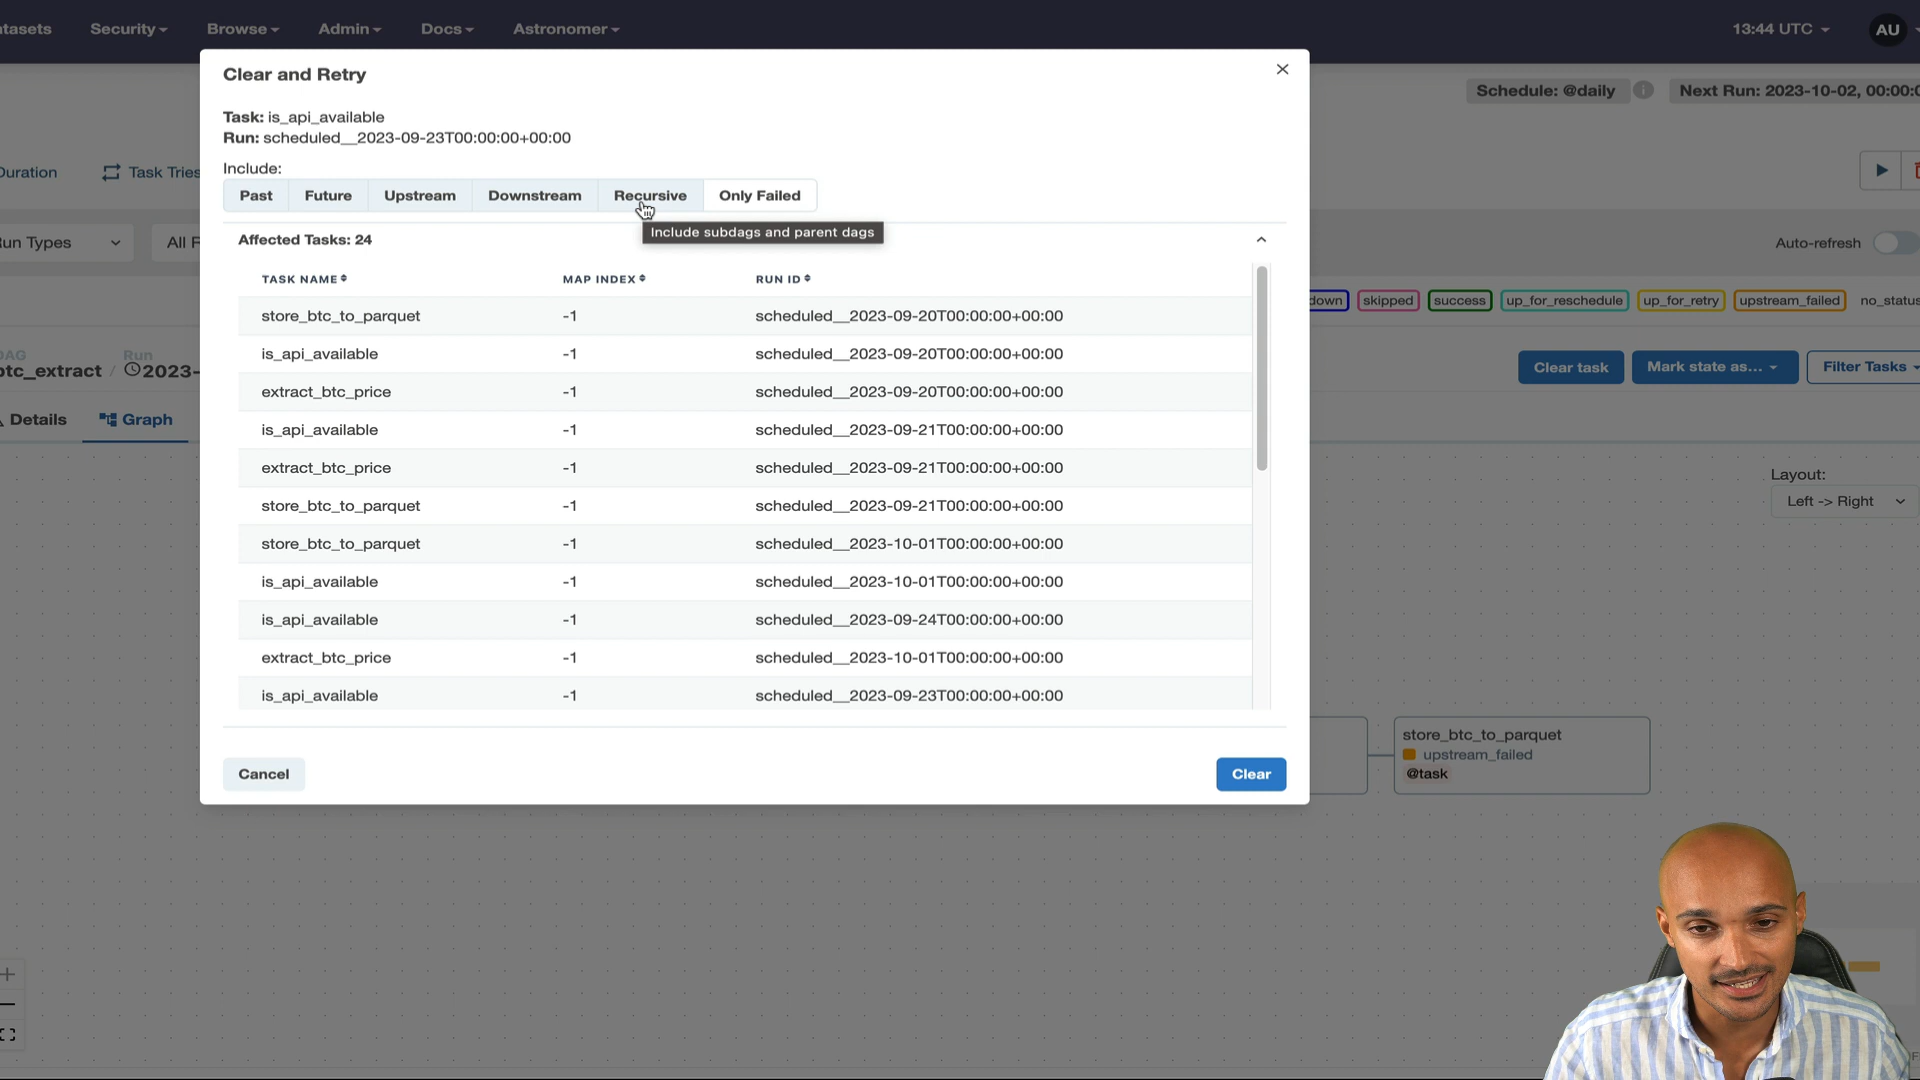 tasets
Security
Browse
Admin
Docs
Astronomer
13:44 UTC
AU
Clear and Retry
Schedule: @daily
Next Run: 2023-10-02, 00:00:0
Task: is_api_available
Run: scheduled__2023-09-23T00:00:00+00:00
Duration
Task Tries
Include:
Past
Future
Upstream
Downstream
Recursive
Only Failed
Include subdags and parent dags
Affected Tasks: 24
un Types
All R
Auto-refresh
TASK NAME MAP INDEX RUN ID
down
skipped
success
up_for_reschedule
up_for_retry
upstream_failed
no_status
store_btc_to_parquet -1 scheduled__2023-09-20T00:00:00+00:00
is_api_available -1 scheduled__2023-09-20T00:00:00+00:00
DAG
Run
btc_extract / 2023-
Clear task
Mark state as...
Filter Tasks
extract_btc_price -1 scheduled__2023-09-20T00:00:00+00:00
Details
Graph
is_api_available -1 scheduled__2023-09-21T00:00:00+00:00
extract_btc_price -1 scheduled__2023-09-21T00:00:00+00:00
Layout:
Left -> Right
store_btc_to_parquet -1 scheduled__2023-09-21T00:00:00+00:00
store_btc_to_parquet -1 scheduled__2023-10-01T00:00:00+00:00
is_api_available -1 scheduled__2023-10-01T00:00:00+00:00
is_api_available -1 scheduled__2023-09-24T00:00:00+00:00
extract_btc_price -1 scheduled__2023-10-01T00:00:00+00:00
is_api_available -1 scheduled__2023-09-23T00:00:00+00:00
store_btc_to_parquet
upstream_failed
@task
Cancel
Clear